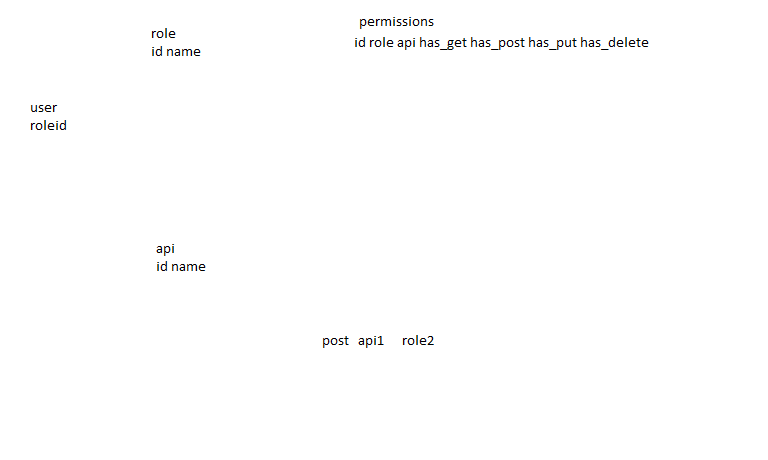 permissions
role
id name
id role api has_get has_post has_put has_delete
user
roleid
api
id name
post api1 role2